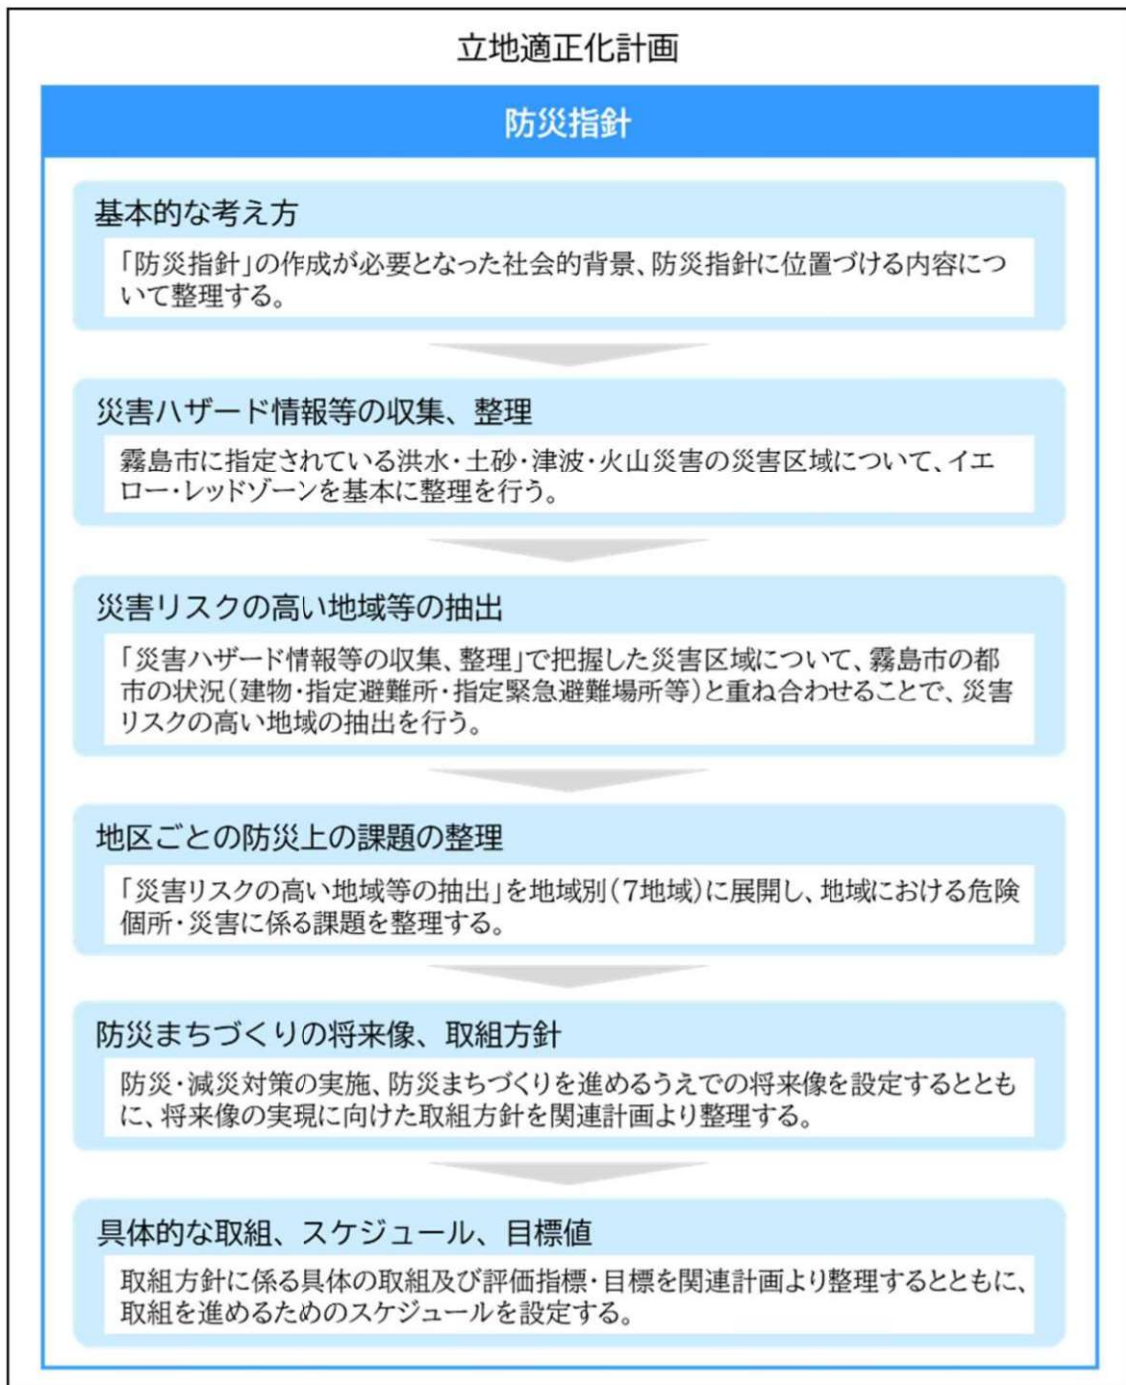 立地適正化計画
防災指針
基本的な考え方
「防災指針」の作成が必要となった社会的背景、防災指針に位置づける内容につ
いて整理する。
災害ハザード情報等の収集、整理
霧島市に指定されている洪水・土砂・津波・火山災害の災害区域について、イエ
ロー・レッドゾーンを基本に整理を行う。
災害リスクの高い地域等の抽出
「災害ハザード情報等の収集、整理」で把握した災害区域について、霧島市の都
市の状況（建物・指定避難所・指定緊急避難場所等）と重ね合わせることで、災害
リスクの高い地域の抽出を行う。
地区ごとの防災上の課題の整理
「災害リスクの高い地域等の抽出」を地域別（7地域）に展開し、地域における危険
個所・災害に係る課題を整理する。
防災まちづくりの将来像、取組方針
防災・減災対策の実施、防災まちづくりを進めるうえでの将来像を設定するととも
に、将来像の実現に向けた取組方針を関連計画より整理する。
具体的な取組、スケジュール、目標値
取組方針に係る具体の取組及び評価指標・目標を関連計画より整理するとともに、
取組を進めるためのスケジュールを設定する。